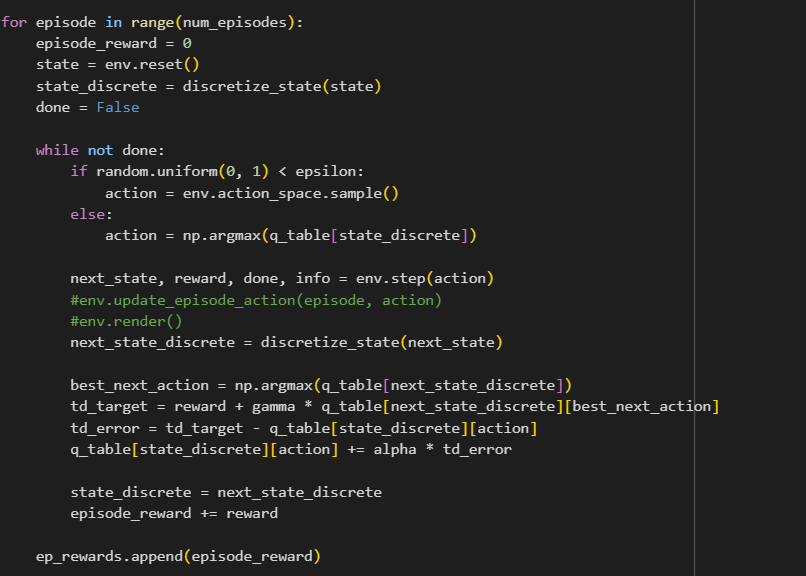 for episode in range(num_episodes):
    episode_reward = 0
    state = env.reset()
    state_discrete = discretize_state(state)
    done = False
    while not done:
        if random.uniform(0, 1) < epsilon:
            action = env.action_space.sample()
        else:
            action = np.argmax(q_table[state_discrete])
        next_state, reward, done, info = env.step(action)
        #env.update_episode_action(episode, action)
        #env.render()
        next_state_discrete = discretize_state(next_state)
        best_next_action = np.argmax(q_table[next_state_discrete])
        td_target = reward + gamma * q_table[next_state_discrete][best_next_action]
        td_error = td_target - q_table[state_discrete][action]
        q_table[state_discrete][action] += alpha * td_error
        state_discrete = next_state_discrete
        episode_reward += reward
    ep_rewards.append(episode_reward)